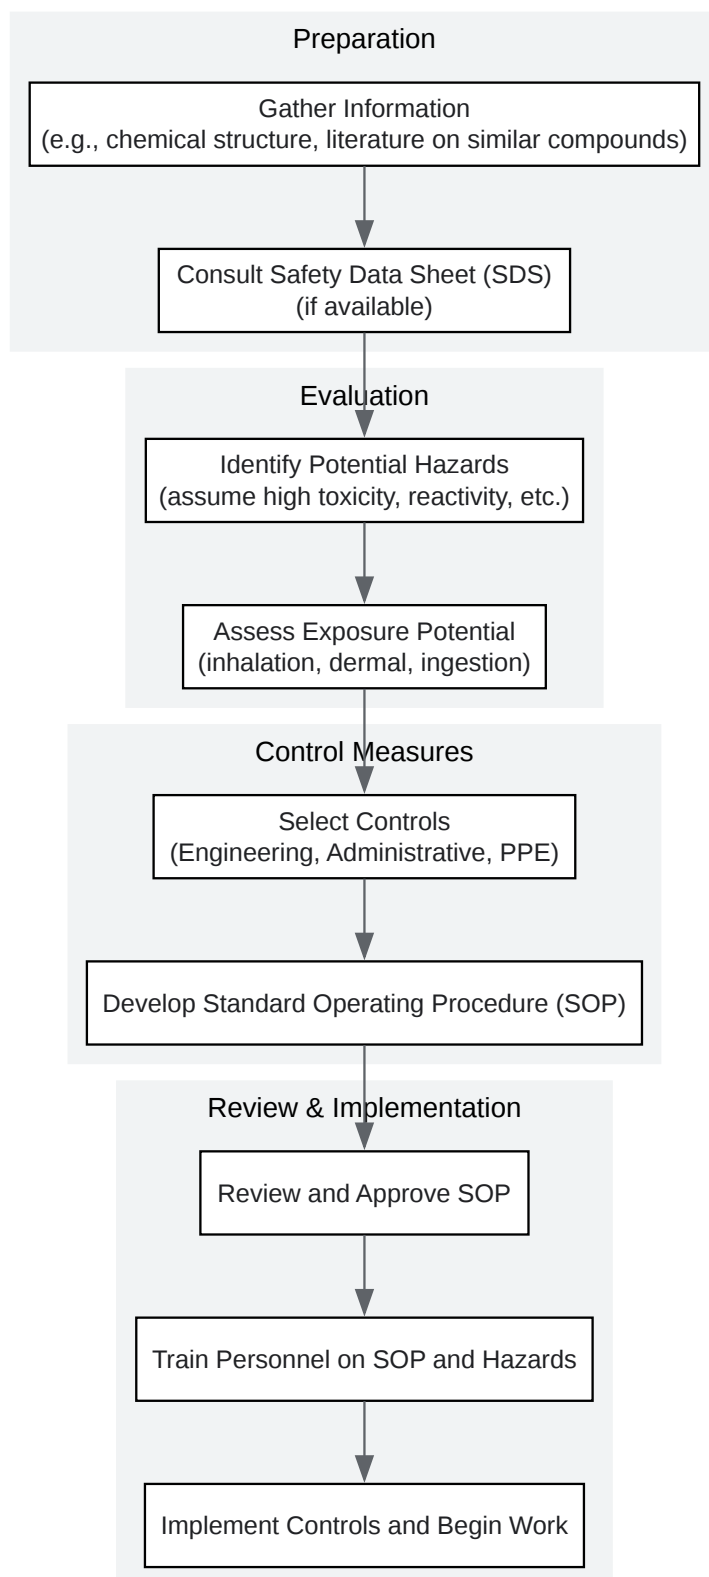 Preparation
Gather Information
(e.g., chemical structure, literature on similar compounds)
Consult Safety Data Sheet (SDS)
(if available)
Evaluation
Identify Potential Hazards
(assume high toxicity, reactivity, etc.)
Assess Exposure Potential
(inhalation, dermal, ingestion)
Control Measures
Select Controls
(Engineering, Administrative, PPE)
Develop Standard Operating Procedure (SOP)
Review & Implementation
Review and Approve SOP
Train Personnel on SOP and Hazards
Implement Controls and Begin Work